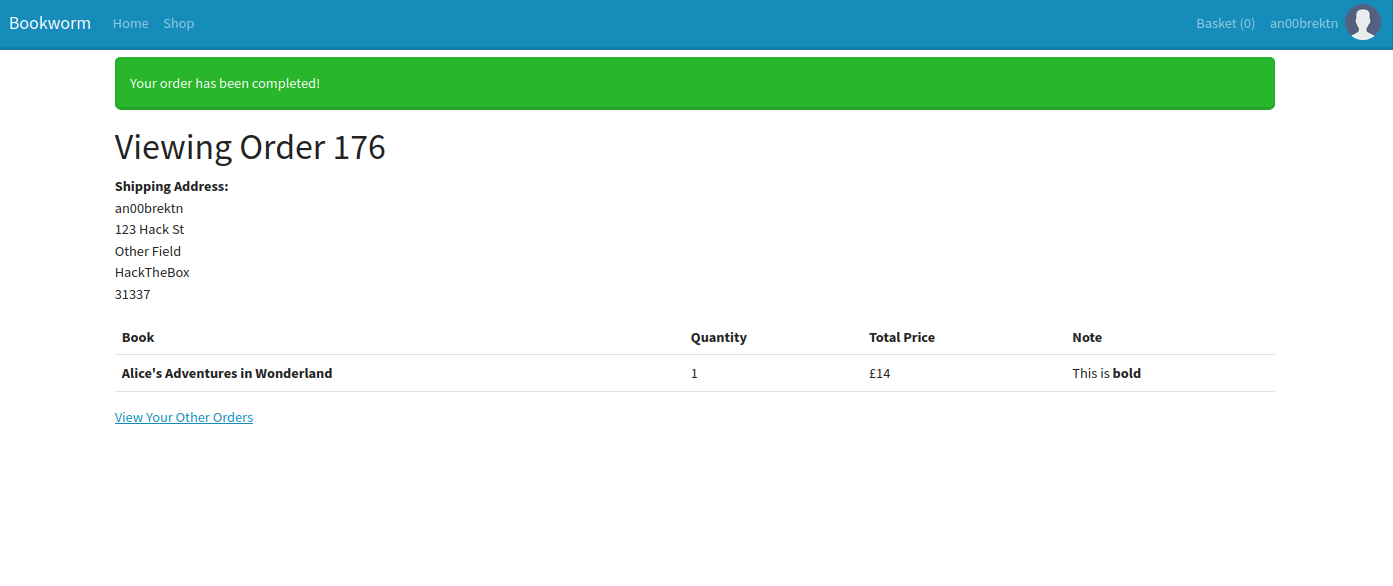 Bookworm Home Shop Basket (0) an00brektn
Your order has been completed!
Viewing Order 176
Shipping Address:
an00brektn
123 Hack St
Other Field
HackTheBox
31337
Book Quantity Total Price Note
Alice's Adventures in Wonderland 1 £14 This is bold
View Your Other Orders